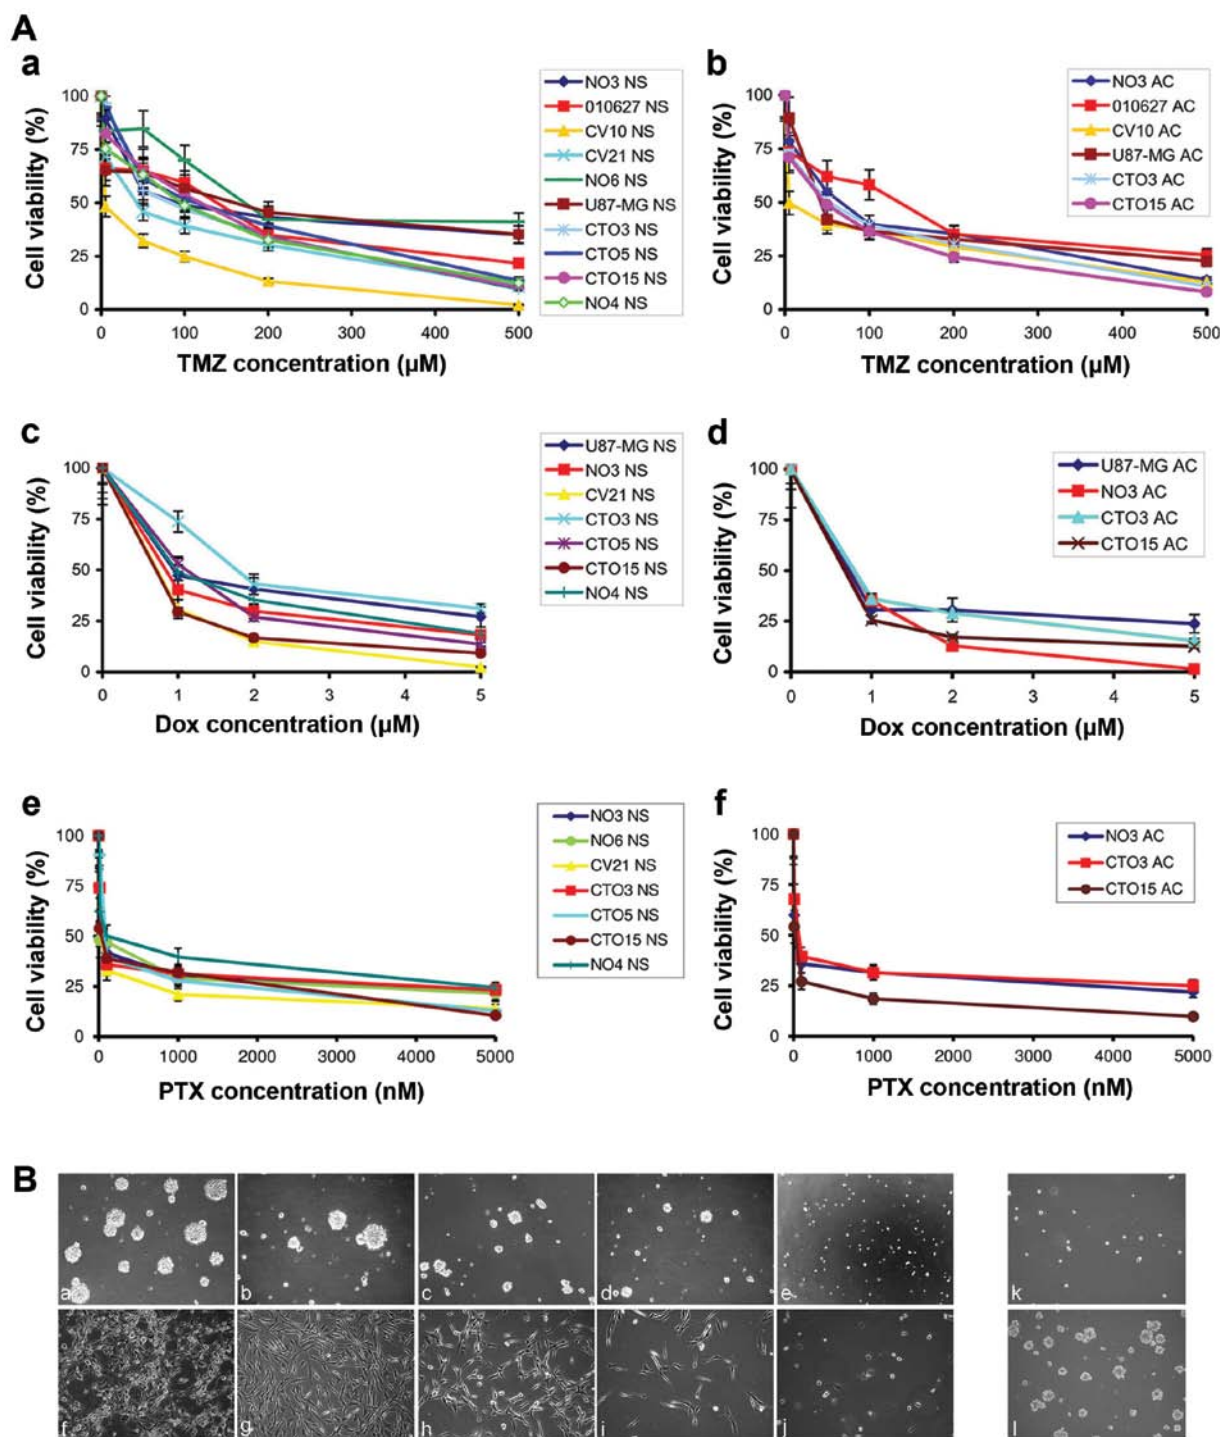 A
a
Cell viability (%)
100
75
50
25
0
0 100 200 300 400 500
TMZ concentration (µM)
NO3 NS
010627 NS
CV10 NS
CV21 NS
NO6 NS
U87-MG NS
CTO3 NS
CTO5 NS
CTO15 NS
NO4 NS
b
Cell viability (%)
100
75
50
25
0
0 100 200 300 400 500
TMZ concentration (µM)
NO3 AC
010627 AC
CV10 AC
U87-MG AC
CTO3 AC
CTO15 AC
c
Cell viability (%)
100
75
50
25
0
0 1 2 3 4 5
Dox concentration (µM)
U87-MG NS
NO3 NS
CV21 NS
CTO3 NS
CTO5 NS
CTO15 NS
NO4 NS
d
Cell viability (%)
100
75
50
25
0
0 1 2 3 4 5
Dox concentration (µM)
U87-MG AC
NO3 AC
CTO3 AC
CTO15 AC
e
Cell viability (%)
100
75
50
25
0
0 1000 2000 3000 4000 5000
PTX concentration (nM)
NO3 NS
NO6 NS
CV21 NS
CTO3 NS
CTO5 NS
CTO15 NS
NO4 NS
f
Cell viability (%)
100
75
50
25
0
0 1000 2000 3000 4000 5000
PTX concentration (nM)
NO3 AC
CTO3 AC
CTO15 AC
B
a b c d e k
f g h i j l